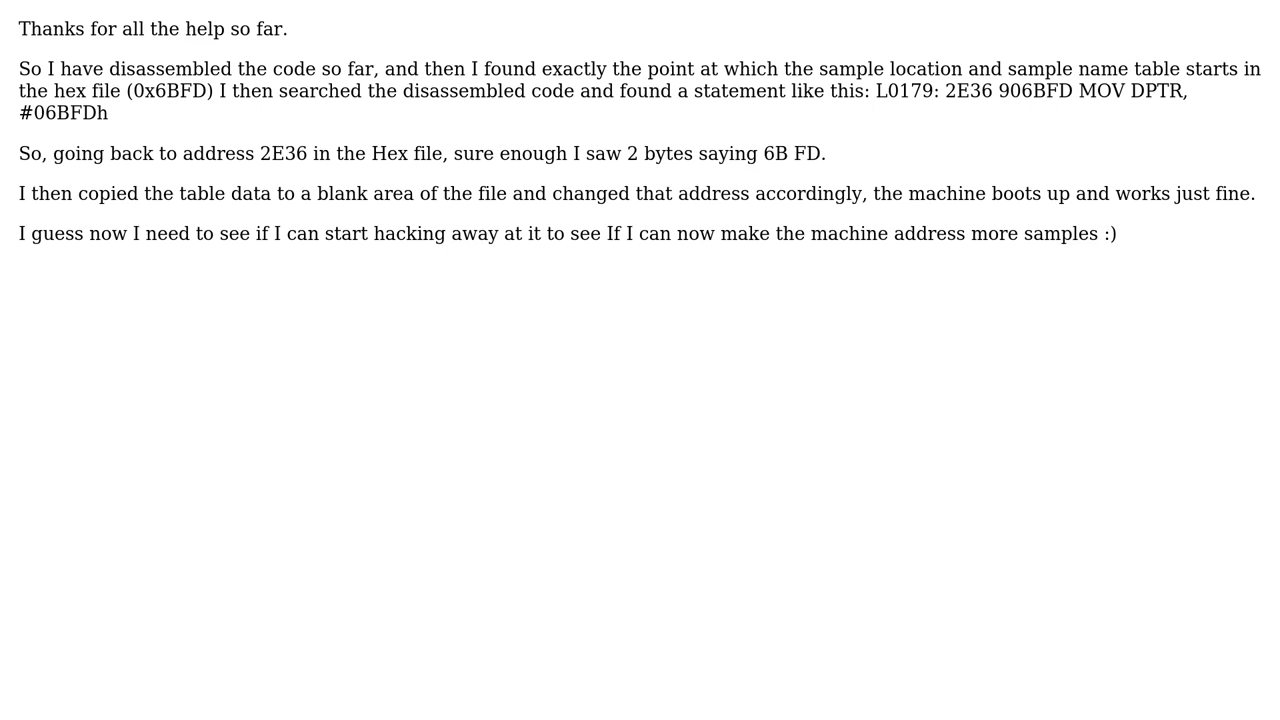 Thanks for all the help so far.
So I have disassembled the code so far, and then I found exactly the point at which the sample location and sample name table starts in
the hex file (0x6BFD) I then searched the disassembled code and found a statement like this: L0179: 2E36 906BFD MOV DPTR,
#06BFDh
So, going back to address 2E36 in the Hex file, sure enough I saw 2 bytes saying 6B FD.
I then copied the table data to a blank area of the file and changed that address accordingly, the machine boots up and works just fine.
I guess now I need to see if I can start hacking away at it to see If I can now make the machine address more samples :)